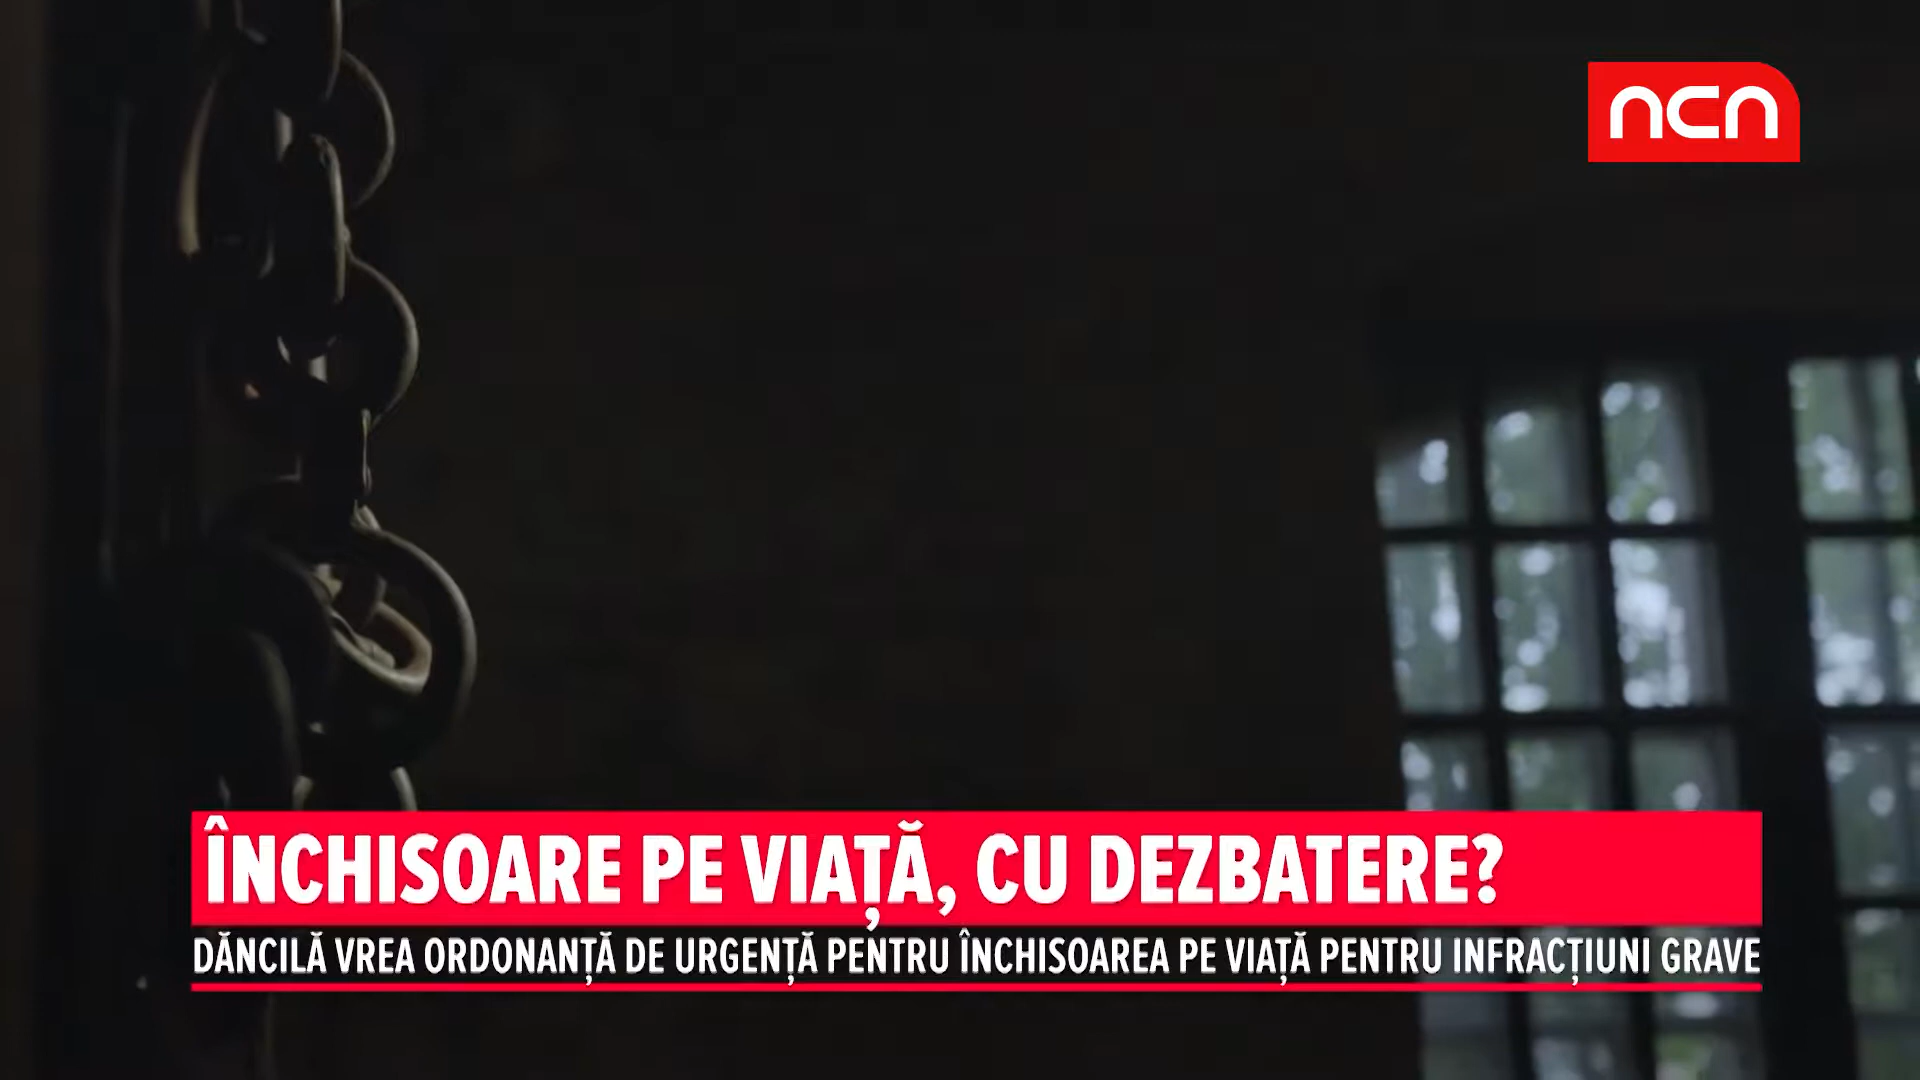 ncn
ÎNCHISOARE PE VIAȚĂ, CU DEZBATERE?
DĂNCILĂ VREA ORDONANȚĂ DE URGENȚĂ PENTRU ÎNCHISOAREA PE VIAȚĂ PENTRU INFRACȚIUNI GRAVE